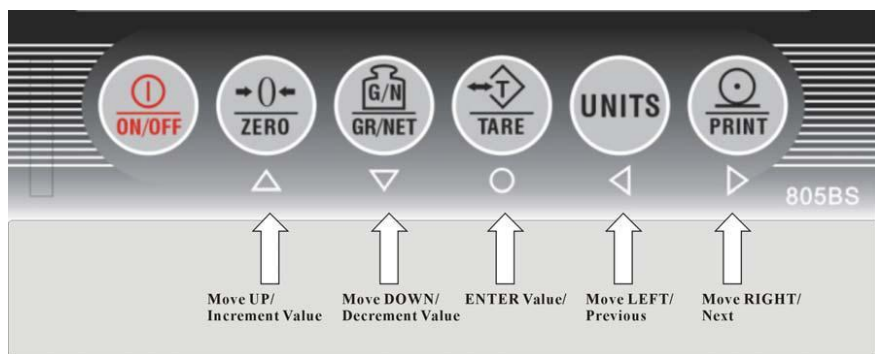 ON/OFF
→0←
ZERO
G/N
GR/NET
T
TARE
UNITS
PRINT
805BS
Move UP/
Increment Value
Move DOWN/
Decrement Value
ENTER Value/
Move LEFT/
Previous
Move RIGHT/
Next